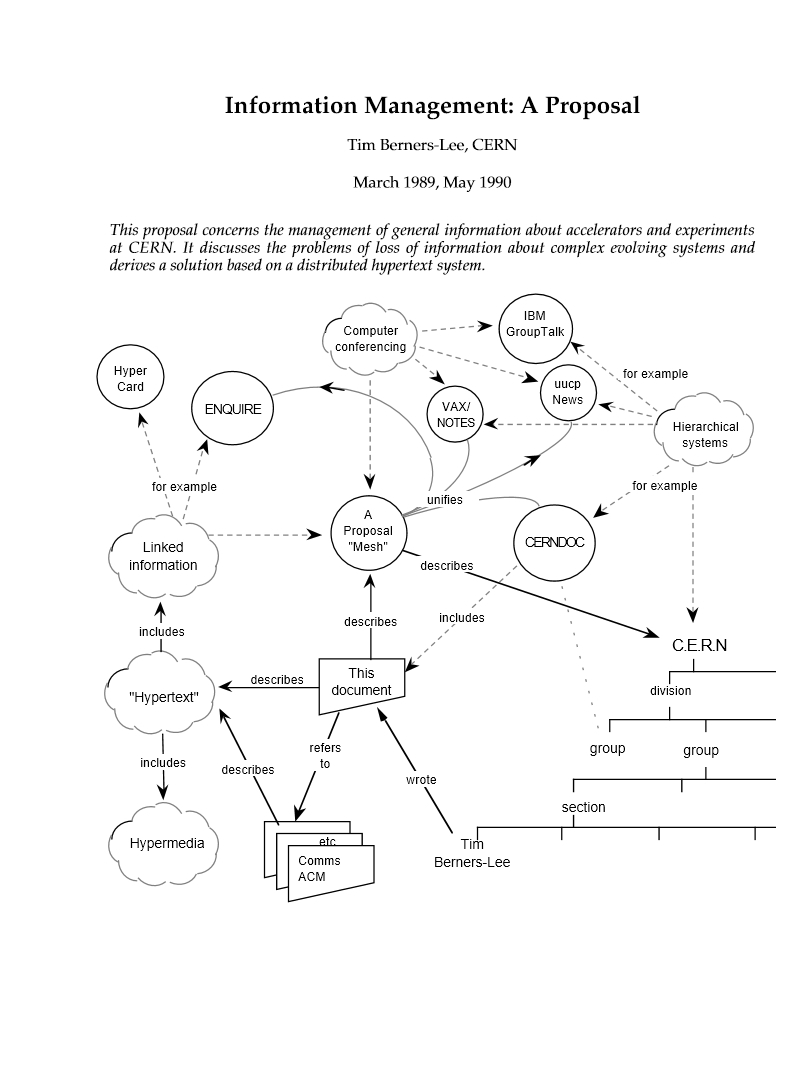 Information Management: A Proposal
Tim Berners-Lee, CERN
March 1989, May 1990
This proposal concerns the management of general information about accelerators and experiments
at CERN. It discusses the problems of loss of information about complex evolving systems and
derives a solution based on a distributed hypertext system.
IBM
GroupTalk
Computer
conferencing
Hyper
Card
for example
uucp
News
ENQUIRE
VAX/
NOTES
Hierarchical
systems
for example
for example
unifies
A
Proposal
"Mesh"
CERNDOC
Linked
information
describes
includes
describes
includes
C.E.R.N
This
document
describes
division
"Hypertext"
refers
to
group
group
includes
describes
wrote
section
Hypermedia
etc
Comms
ACM
Tim
Berners-Lee